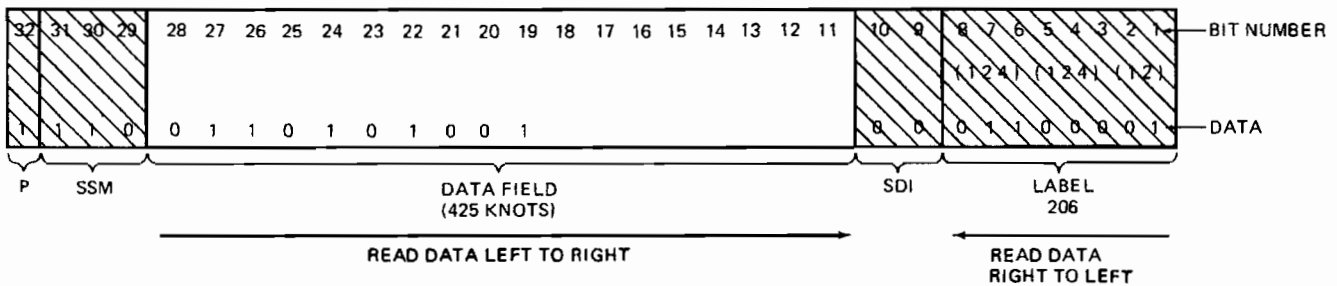 32 31 30 29 28 27 26 25 24 23 22 21 20 19 18 17 16 15 14 13 12 11 10 9 8 7 6 5 4 3 2 1 BIT NUMBER
(1 2 4) (1 2 4) (1 2)
1 1 1 0 0 1 1 0 1 0 1 0 0 1 0 0 0 1 1 0 0 0 0 1 DATA
P SSM DATA FIELD SDI LABEL
(425 KNOTS) 206
READ DATA LEFT TO RIGHT READ DATA
RIGHT TO LEFT